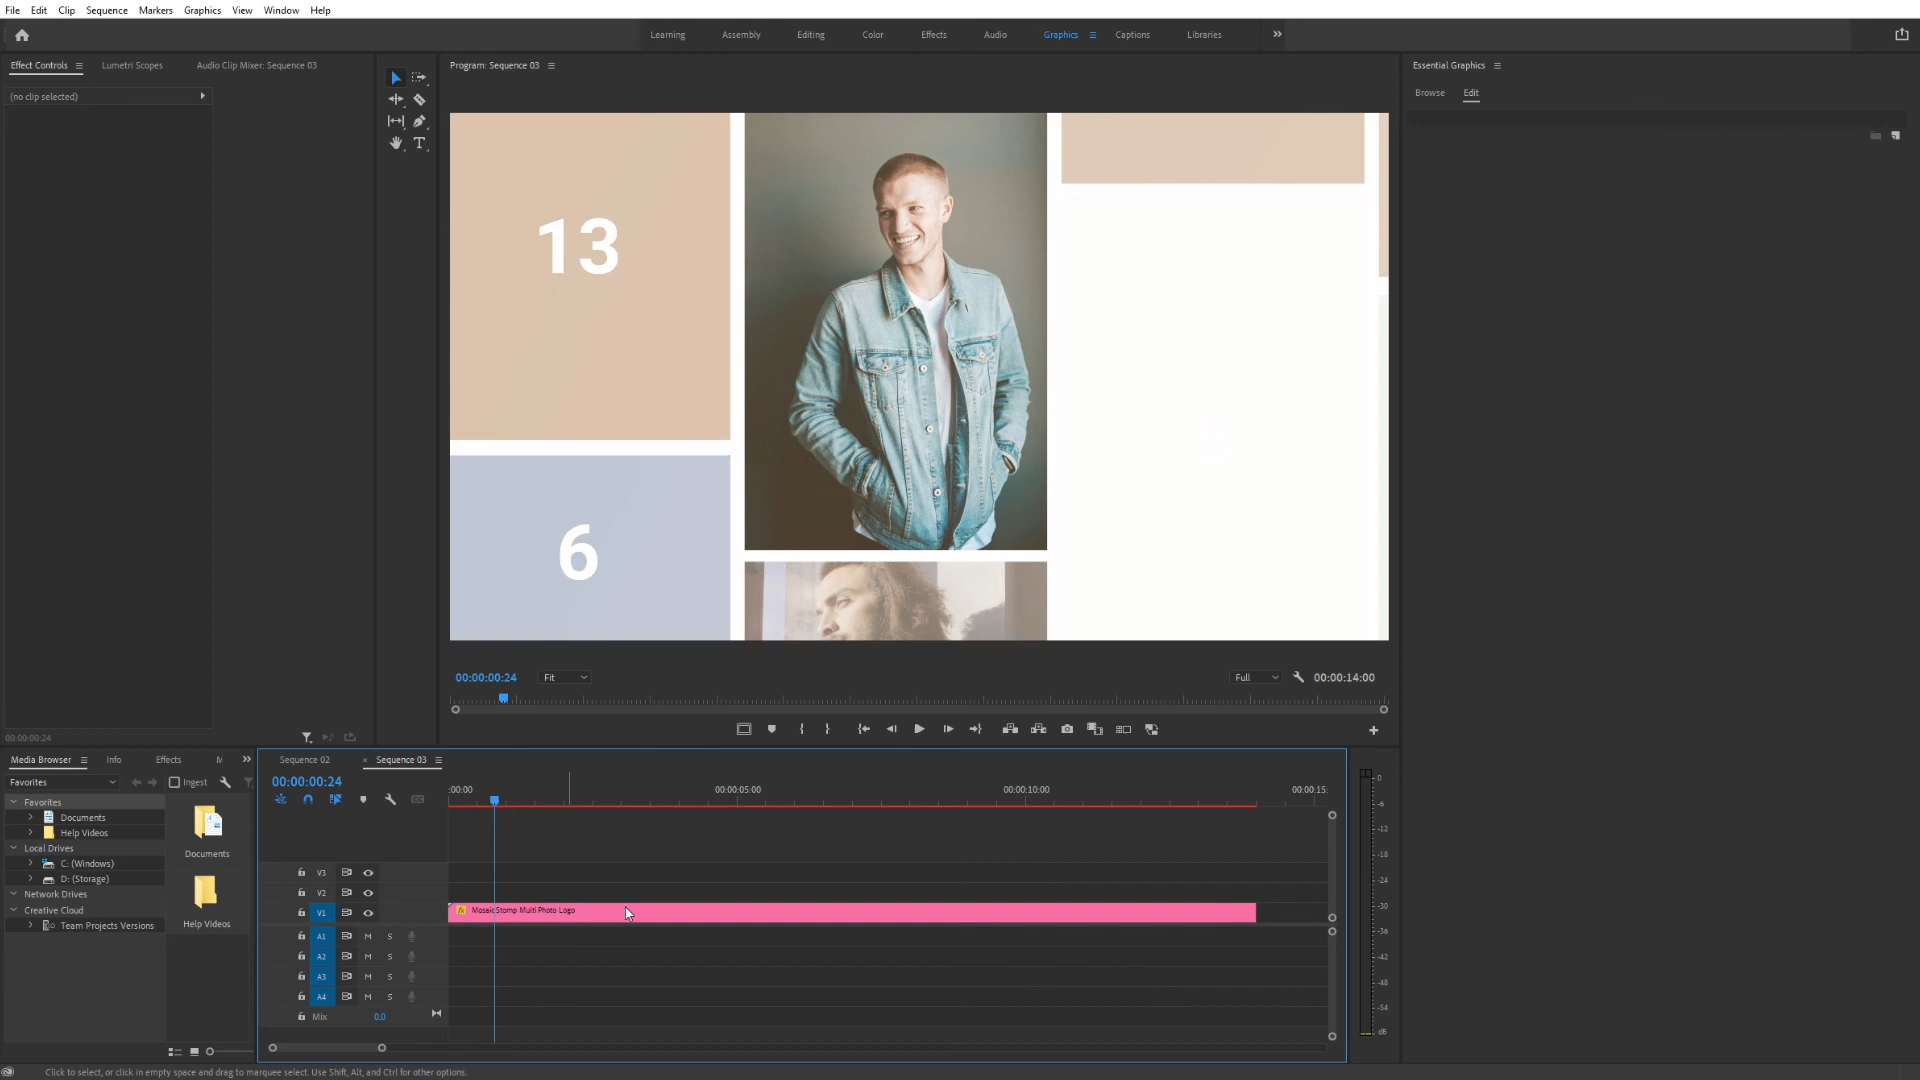 File Edit Clip Sequence Markers Graphics View Window Help
Learning Assembly Editing Color Effects Audio Graphics Captions Libraries
Effect Controls Lumetri Scopes Audio Clip Mixer: Sequence 03
Program: Sequence 03
Essential Graphics
(no clip selected)
Browse Edit
13
6
00:00:00:24 Fit Full 00:00:14:00
00:00:00:24
Media Browser Info Effects
Sequence 02 × Sequence 03
Favorites Ingest
00:00:00:24
:00:00 00:00:05:00 00:00:10:00 00:00:15:
Favorites
Documents
Help Videos
Local Drives
C: (Windows)
D: (Storage)
Network Drives
Creative Cloud
Team Projects Versions
Documents
Help Videos
V3
V2
V1 fx Mosaic Stomp Multi Photo Logo
A1 M S
A2 M S
A3 M S
A4 M S
Mix 0.0
0
-6
-12
-18
-24
-30
-36
-42
-48
-54
dB
Click to select, or click in empty space and drag to marquee select. Use Shift, Alt, and Ctrl for other options.